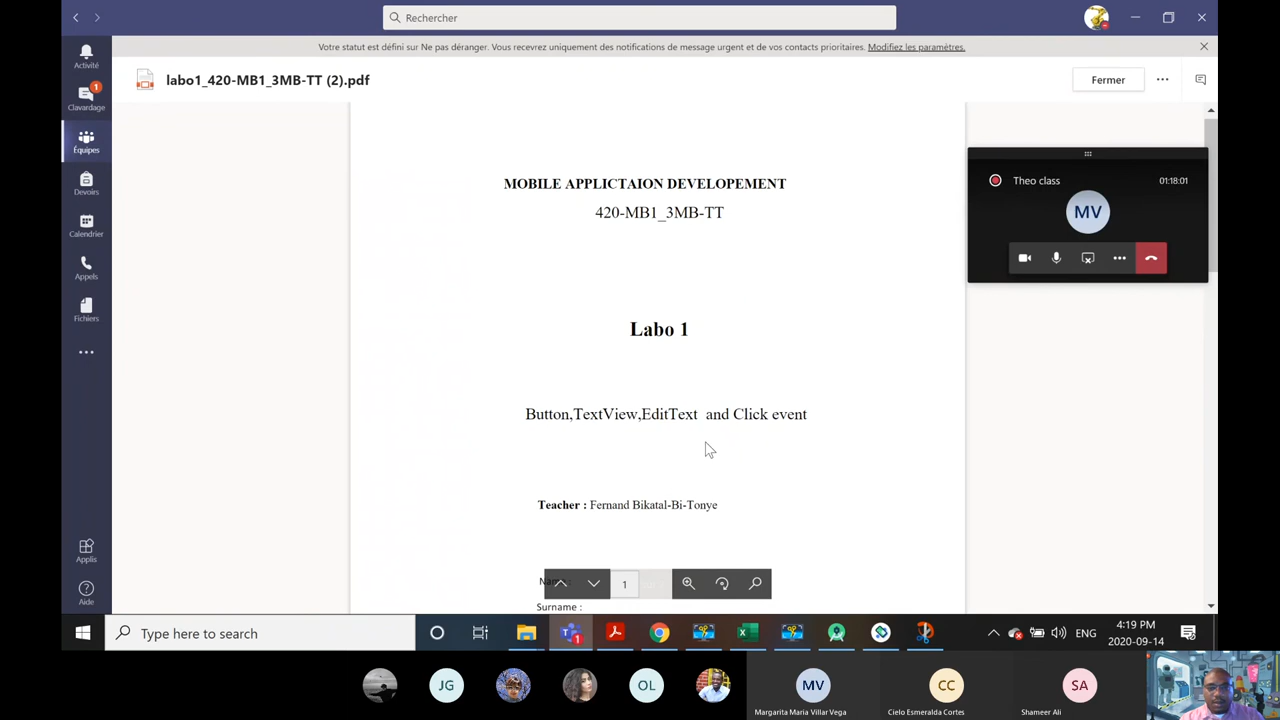 Rechercher
Votre statut est défini sur Ne pas déranger. Vous recevrez uniquement des notifications de message urgent et de vos contacts prioritaires. Modifiez les paramètres.
Activité
1
Clavardage
Équipes
Devoirs
Calendrier
Appels
Fichiers
Applis
Aide
labo1_420-MB1_3MB-TT (2).pdf
Fermer
MOBILE APPLICTAION DEVELOPEMENT
420-MB1_3MB-TT
Labo 1
Button,TextView,EditText and Click event
Teacher : Fernand Bikatal-Bi-Tonye
Surname :
1
Theo class
01:18:01
MV
Type here to search
1
ENG
4:19 PM
2020-09-14
JG
OL
MV
Margarita Maria Villar Vega
CC
Cielo Esmeralda Cortes
SA
Shameer Ali